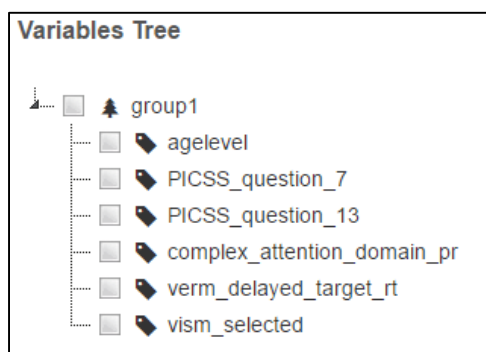 Variables Tree
group1
agelevel
PICSS_question_7
PICSS_question_13
complex_attention_domain_pr
verm_delayed_target_rt
vism_selected